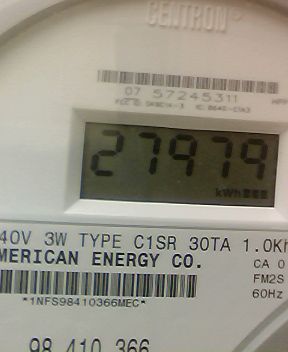 CENTRON
07 57245311
27979
kWh
40V 3W TYPE C1SR 30TA 1.0Kh
MERICAN ENERGY CO.
CA 0
FM2S
*1NFS98410366MEC*
60Hz
98 410 366